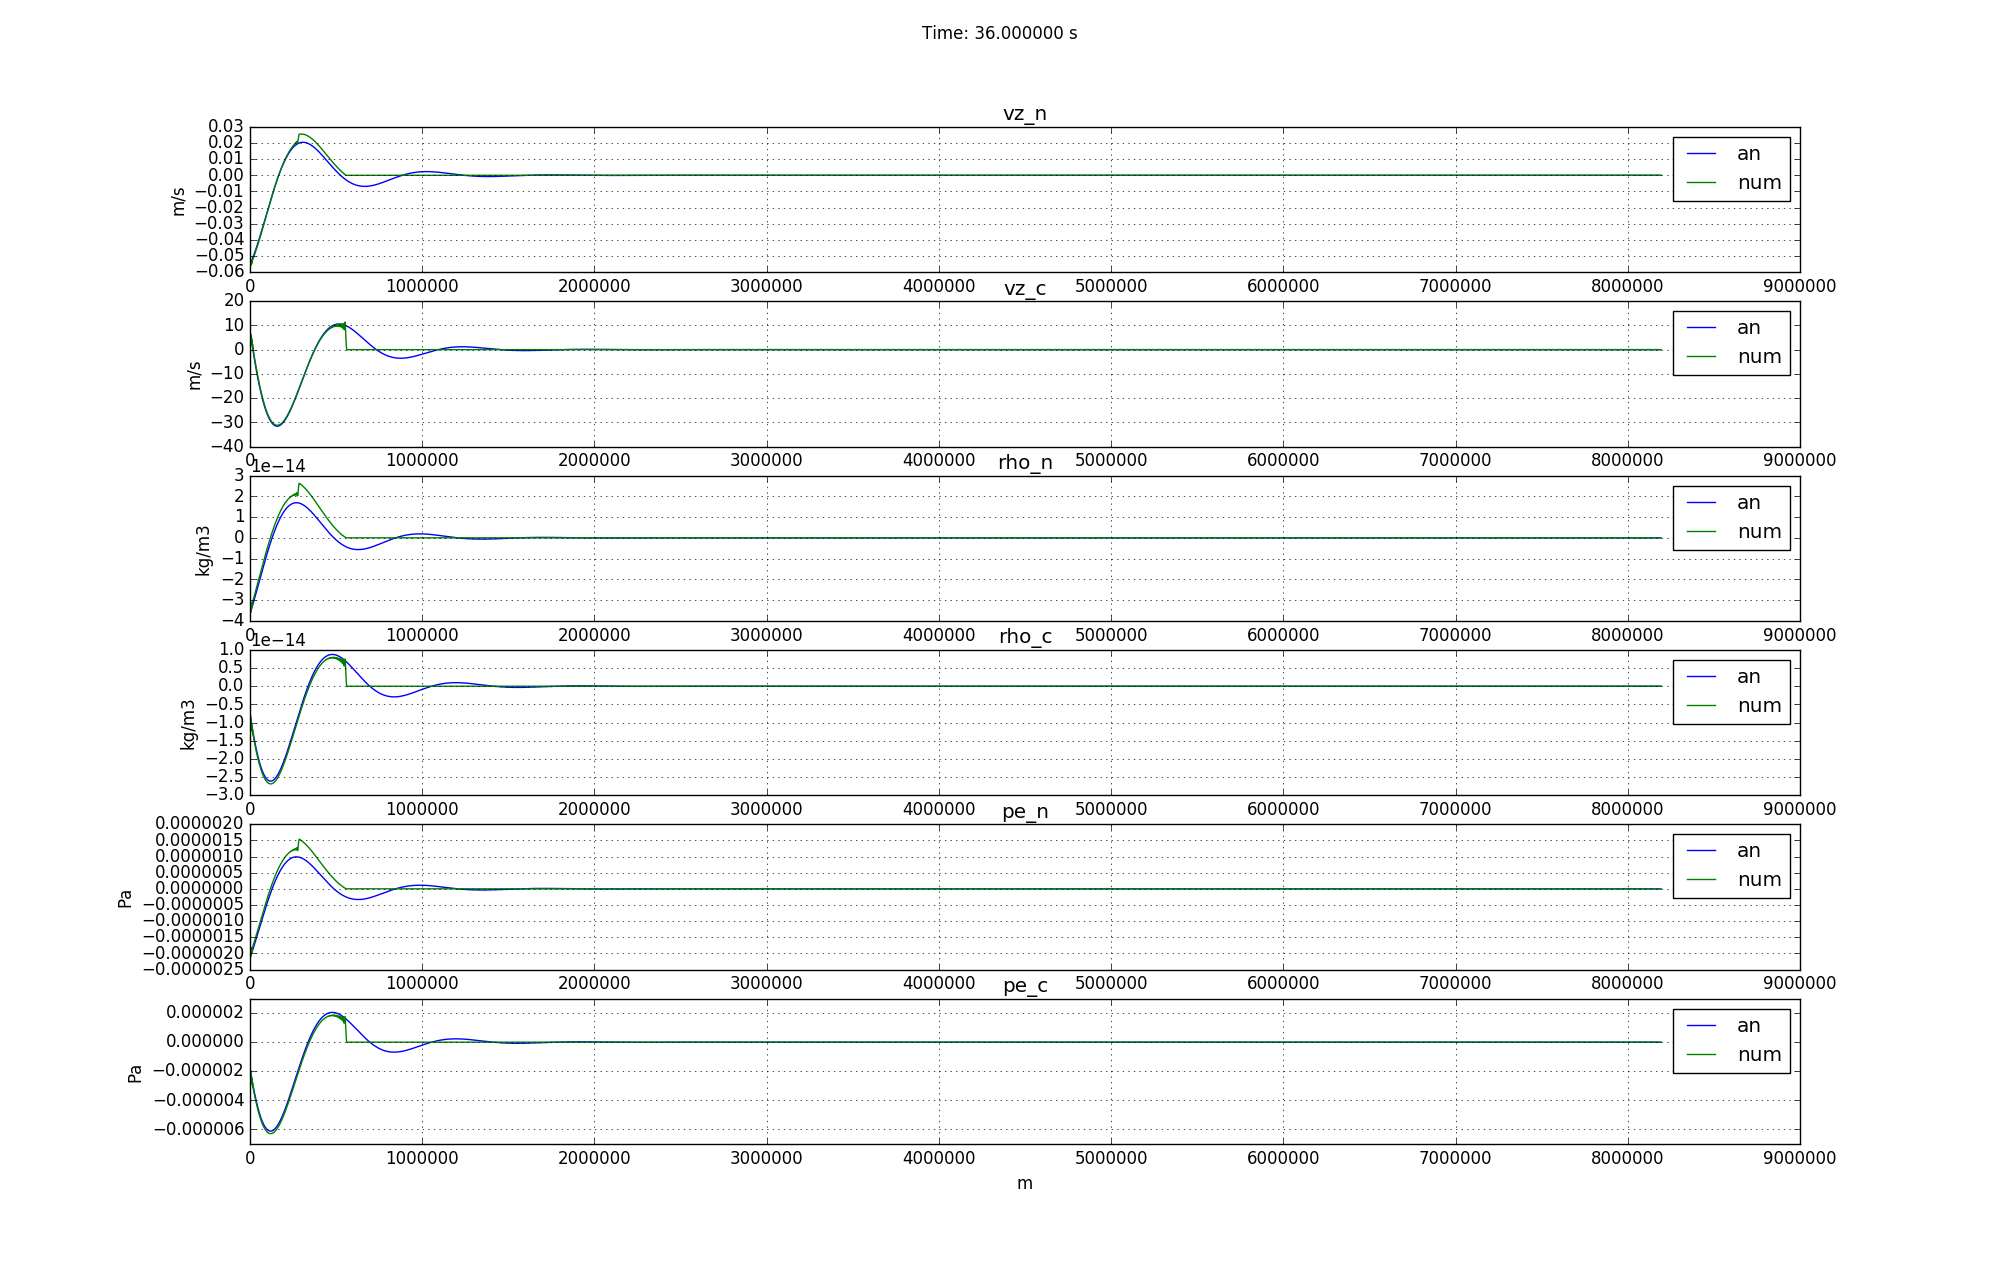 Time: 36.000000 s
vz_n
0.03
0.02
0.01
0.00
−0.01
−0.02
−0.03
−0.04
−0.05
−0.06
m/s
an
num
0 1000000 2000000 3000000 4000000 5000000 6000000 7000000 8000000 9000000
vz_c
20
10
0
−10
−20
−30
−40
m/s
an
num
0 1000000 2000000 3000000 4000000 5000000 6000000 7000000 8000000 9000000
1e−14
rho_n
3
2
1
0
−1
−2
−3
−4
kg/m3
an
num
0 1000000 2000000 3000000 4000000 5000000 6000000 7000000 8000000 9000000
1e−14
rho_c
1.0
0.5
0.0
−0.5
−1.0
−1.5
−2.0
−2.5
−3.0
kg/m3
an
num
0 1000000 2000000 3000000 4000000 5000000 6000000 7000000 8000000 9000000
pe_n
0.0000020
0.0000015
0.0000010
0.0000005
0.0000000
−0.0000005
−0.0000010
−0.0000015
−0.0000020
−0.0000025
Pa
an
num
0 1000000 2000000 3000000 4000000 5000000 6000000 7000000 8000000 9000000
pe_c
0.000002
0.000000
−0.000002
−0.000004
−0.000006
Pa
an
num
0 1000000 2000000 3000000 4000000 5000000 6000000 7000000 8000000 9000000
m